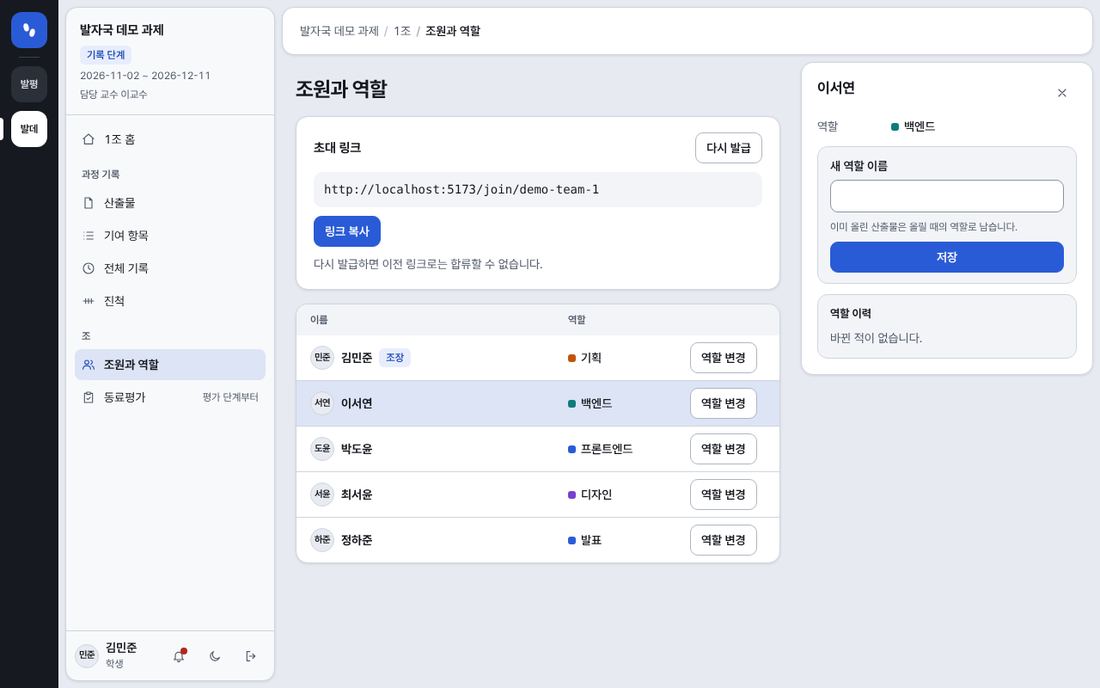 발평
발데
발자국 데모 과제
기록 단계
2026-11-02 ~ 2026-12-11
담당 교수 이교수
1조 홈
과정 기록
산출물
기여 항목
전체 기록
진척
조
조원과 역할
동료평가 평가 단계부터
민준 김민준
학생
발자국 데모 과제 / 1조 / 조원과 역할
조원과 역할
초대 링크 다시 발급
http://localhost:5173/join/demo-team-1
링크 복사
다시 발급하면 이전 링크로는 합류할 수 없습니다.
이름 역할
민준 김민준 조장 기획 역할 변경
서연 이서연 백엔드 역할 변경
도윤 박도윤 프론트엔드 역할 변경
서윤 최서윤 디자인 역할 변경
하준 정하준 발표 역할 변경
이서연
역할 백엔드
새 역할 이름
이미 올린 산출물은 올릴 때의 역할로 남습니다.
저장
역할 이력
바뀐 적이 없습니다.